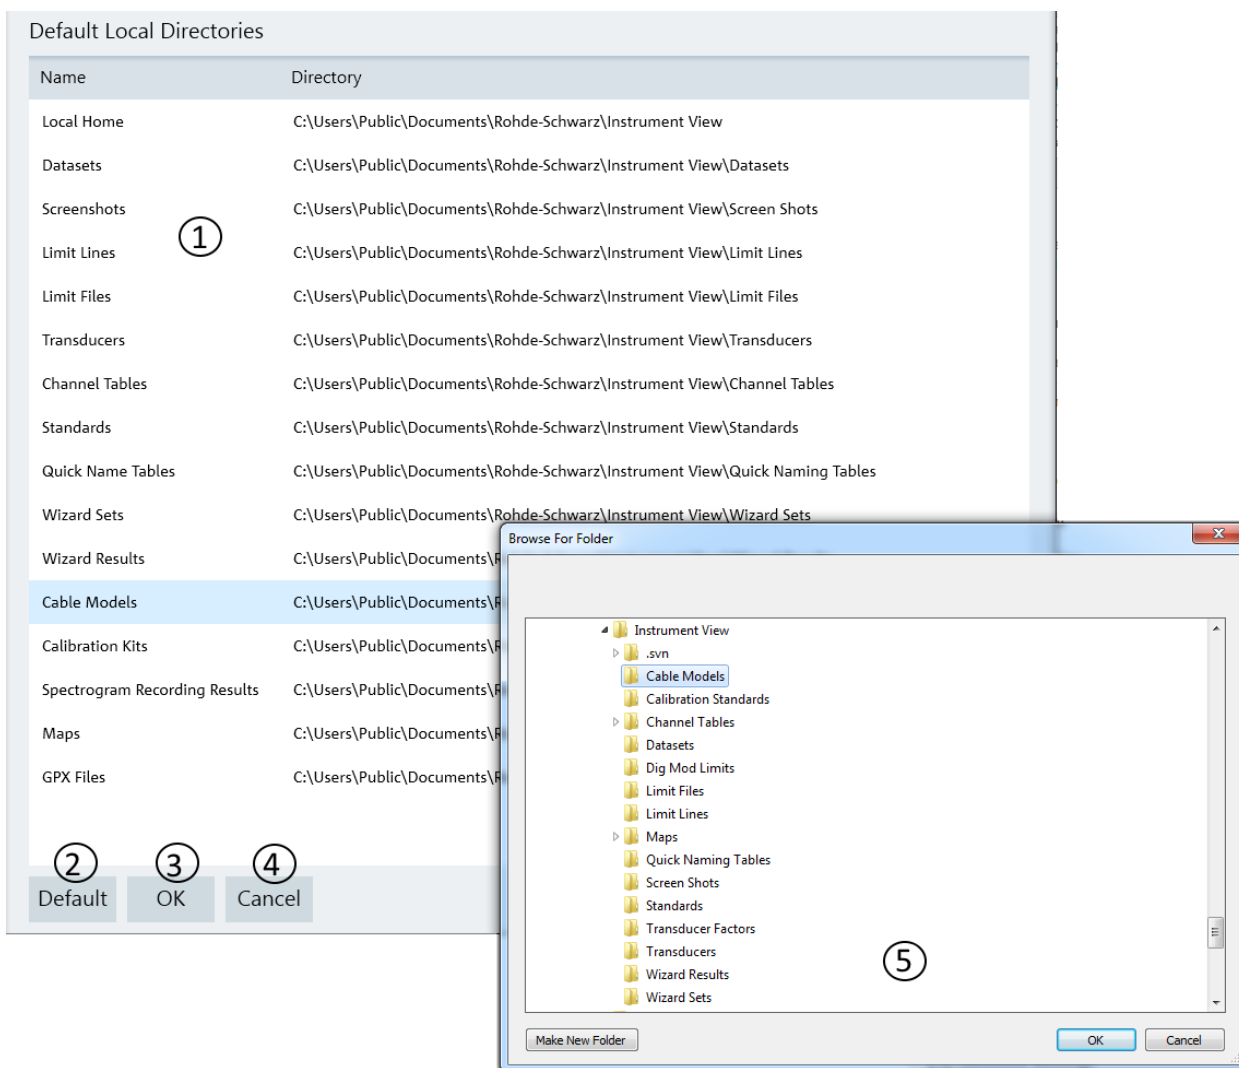 Default Local Directories
Name Directory
Local Home C:\Users\Public\Documents\Rohde-Schwarz\Instrument View
Datasets C:\Users\Public\Documents\Rohde-Schwarz\Instrument View\Datasets
Screenshots C:\Users\Public\Documents\Rohde-Schwarz\Instrument View\Screen Shots
1
Limit Lines C:\Users\Public\Documents\Rohde-Schwarz\Instrument View\Limit Lines
Limit Files C:\Users\Public\Documents\Rohde-Schwarz\Instrument View\Limit Files
Transducers C:\Users\Public\Documents\Rohde-Schwarz\Instrument View\Transducers
Channel Tables C:\Users\Public\Documents\Rohde-Schwarz\Instrument View\Channel Tables
Standards C:\Users\Public\Documents\Rohde-Schwarz\Instrument View\Standards
Quick Name Tables C:\Users\Public\Documents\Rohde-Schwarz\Instrument View\Quick Naming Tables
Wizard Sets C:\Users\Public\Documents\Rohde-Schwarz\Instrument View\Wizard Sets
Wizard Results C:\Users\Public\Documents\R
Cable Models C:\Users\Public\Documents\R
Calibration Kits C:\Users\Public\Documents\R
Spectrogram Recording Results C:\Users\Public\Documents\R
Maps C:\Users\Public\Documents\R
GPX Files C:\Users\Public\Documents\R
2 3 4
Default OK Cancel
Browse For Folder
Instrument View
.svn
Cable Models
Calibration Standards
Channel Tables
Datasets
Dig Mod Limits
Limit Files
Limit Lines
Maps
Quick Naming Tables
Screen Shots
Standards
Transducer Factors
Transducers
5
Wizard Results
Wizard Sets
Make New Folder OK Cancel